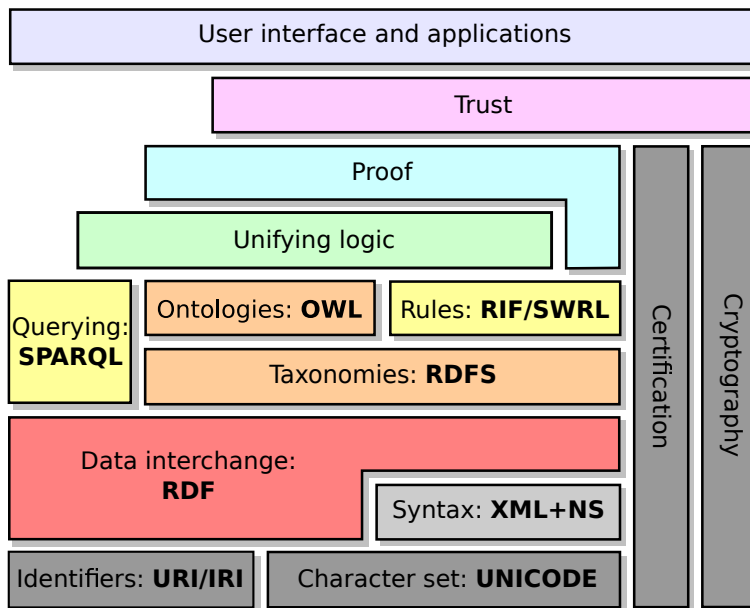 User interface and applications
Trust
Proof
Unifying logic
Querying:
SPARQL
Ontologies: OWL
Rules: RIF/SWRL
Taxonomies: RDFS
Data interchange:
RDF
Syntax: XML+NS
Identifiers: URI/IRI
Character set: UNICODE
Certification
Cryptography